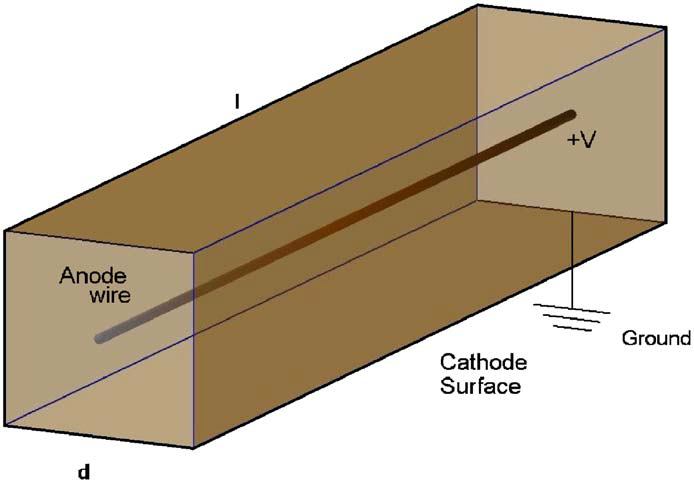 l
+V
Anode
wire
Ground
Cathode
Surface
d